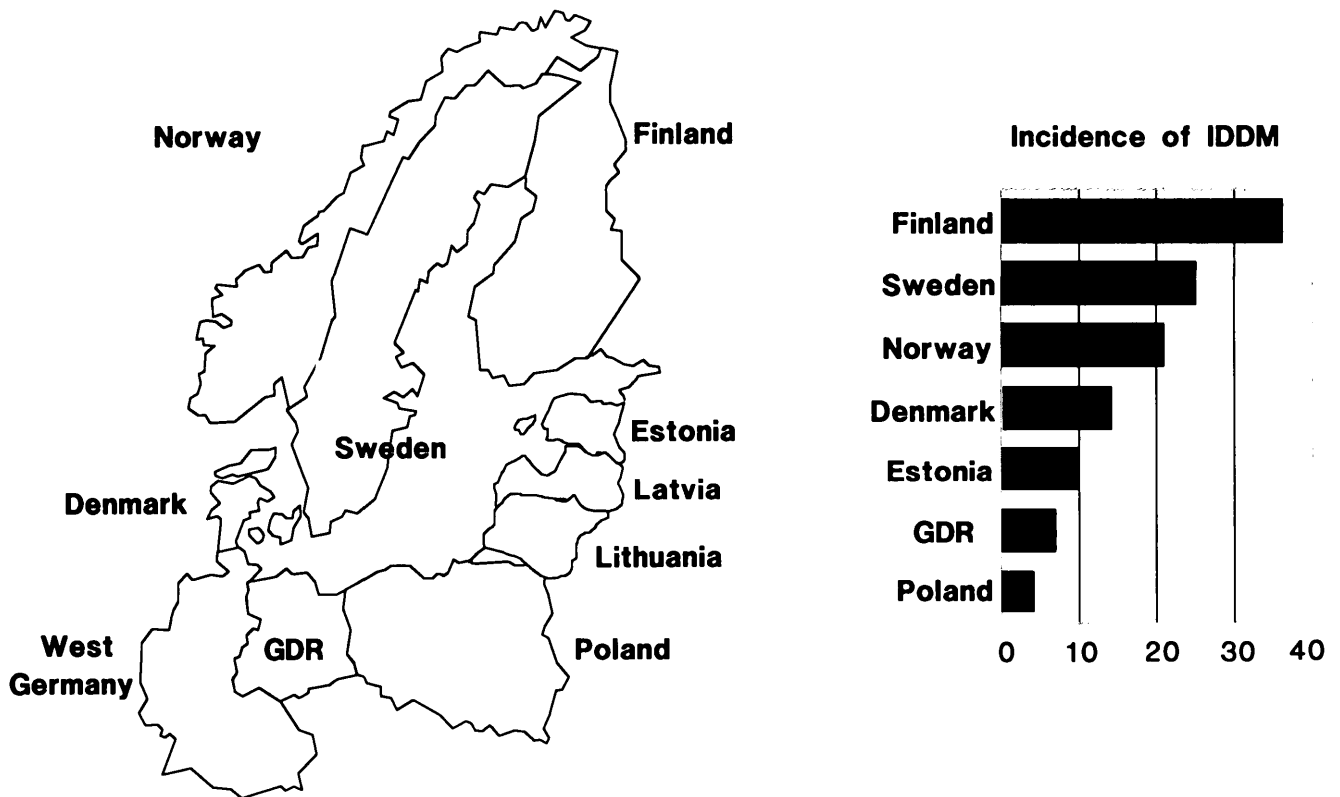 Norway
Finland
Sweden
Estonia
Latvia
Denmark
Lithuania
West
Germany
GDR
Poland
Incidence of IDDM
Finland
Sweden
Norway
Denmark
Estonia
GDR
Poland
0 10 20 30 40